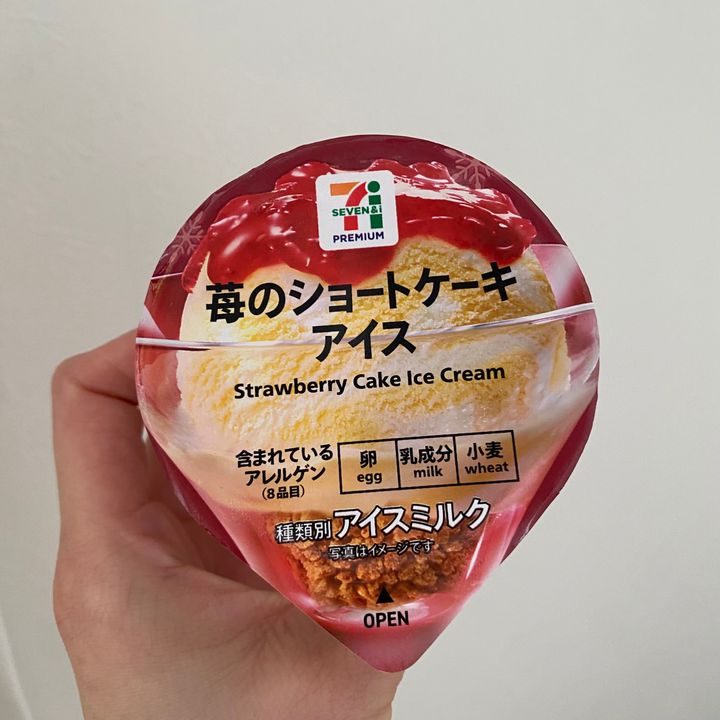 SEVEN&i
PREMIUM
苺のショートケーキ
アイス
Strawberry Cake Ice Cream
含まれている
アレルゲン
(8品目)
卵 乳成分 小麦
egg milk wheat
種類別 アイスミルク
写真はイメージです
OPEN